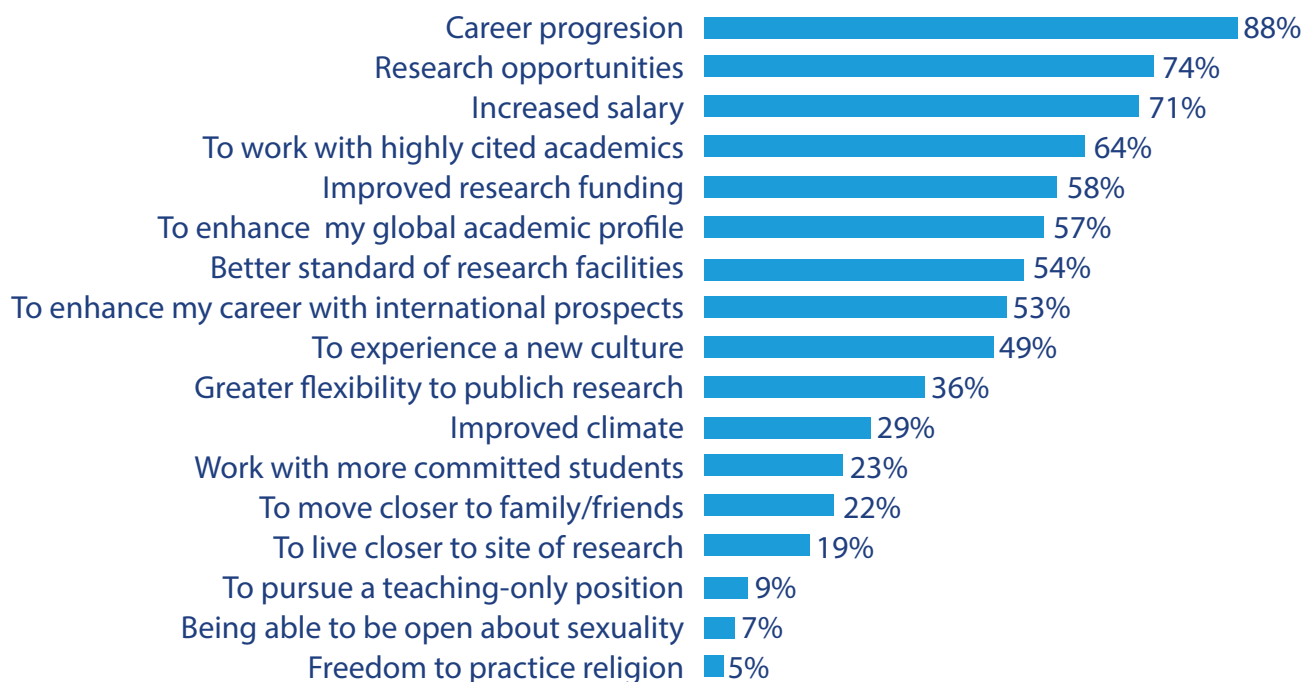 Career progresion 88%
Research opportunities 74%
Increased salary 71%
To work with highly cited academics 64%
Improved research funding 58%
To enhance  my global academic profile 57%
Better standard of research facilities 54%
To enhance my career with international prospects 53%
To experience a new culture 49%
Greater flexibility to publich research 36%
Improved climate 29%
Work with more committed students 23%
To move closer to family/friends 22%
To live closer to site of research 19%
To pursue a teaching-only position 9%
Being able to be open about sexuality 7%
Freedom to practice religion 5%